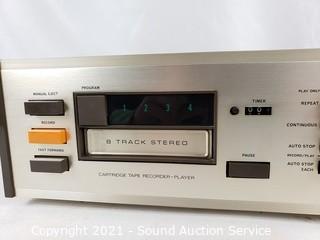 MANUAL EJECT
PROGRAM
1 2 3 4
TIMER
PLAY ONLY
REPEAT
RECORD
CONTINUOUS
FAST FORWARD
8 TRACK STEREO
AUTO STOP
RECORD/PLAY
PAUSE
AUTO STOP
EACH
CARTRIDGE TAPE RECORDER-PLAYER
Copyright 2021 - Sound Auction Service